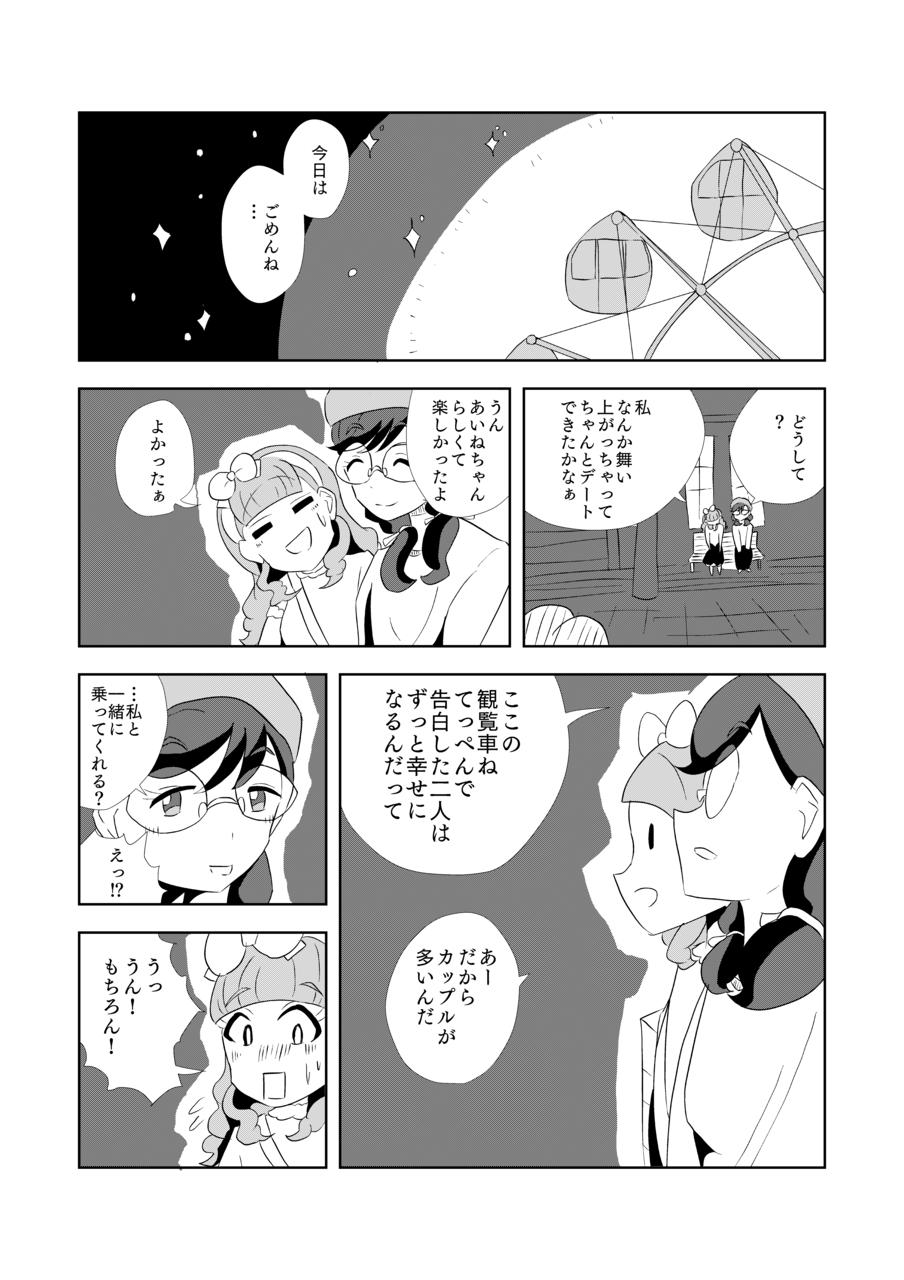 今日は
ごめんね
…
どうして
？
私
なんか舞い
上がっちゃって
ちゃんとデート
できたかなぁ
うん
あいねちゃん
らしくて
楽しかったよ
よかったぁ
ここの
観覧車ね
てっぺんで
告白した二人は
ずっと幸せに
なるんだって
あー
だから
カップルが
多いんだ
…私と
一緒に
乗ってくれる？
えっ!?
うっ
うん！
もちろん！